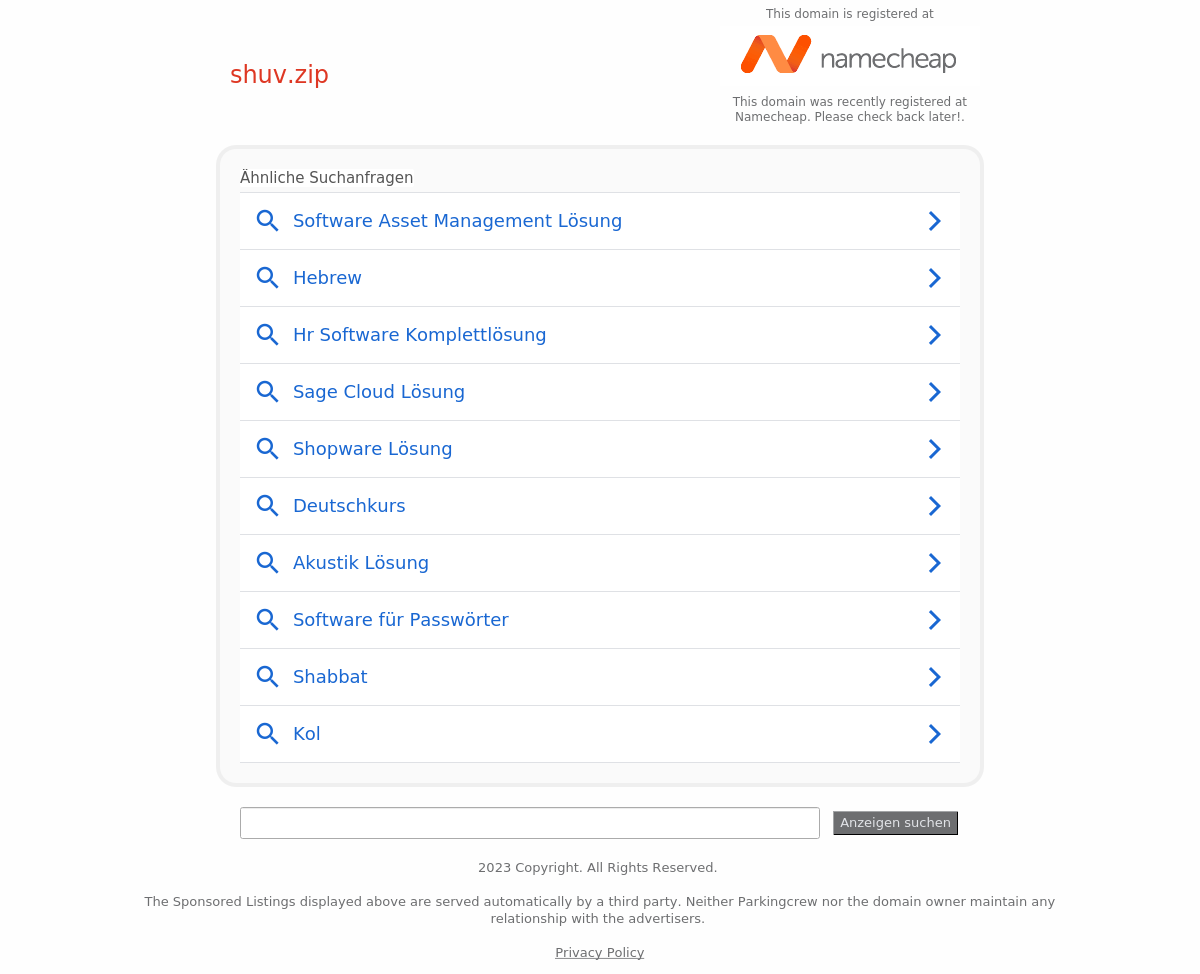 This domain is registered at
namecheap
shuv.zip
This domain was recently registered at
Namecheap. Please check back later!.
Ähnliche Suchanfragen
Software Asset Management Lösung
Hebrew
Hr Software Komplettlösung
Sage Cloud Lösung
Shopware Lösung
Deutschkurs
Akustik Lösung
Software für Passwörter
Shabbat
Kol
Anzeigen suchen
2023 Copyright. All Rights Reserved.
The Sponsored Listings displayed above are served automatically by a third party. Neither Parkingcrew nor the domain owner maintain any
relationship with the advertisers.
Privacy Policy